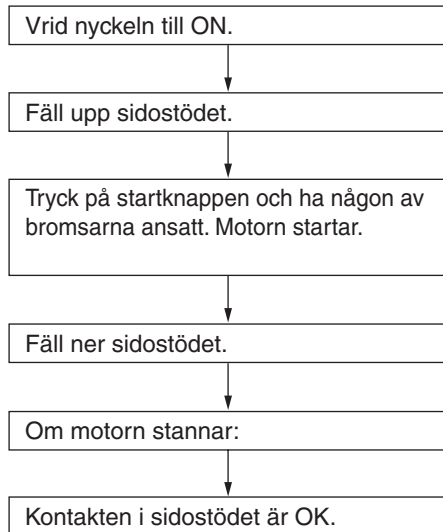 Vrid nyckeln till ON.
Fäll upp sidostödet.
Tryck på startknappen och ha någon av
bromsarna ansatt. Motorn startar.
Fäll ner sidostödet.
Om motorn stannar:
Kontakten i sidostödet är OK.